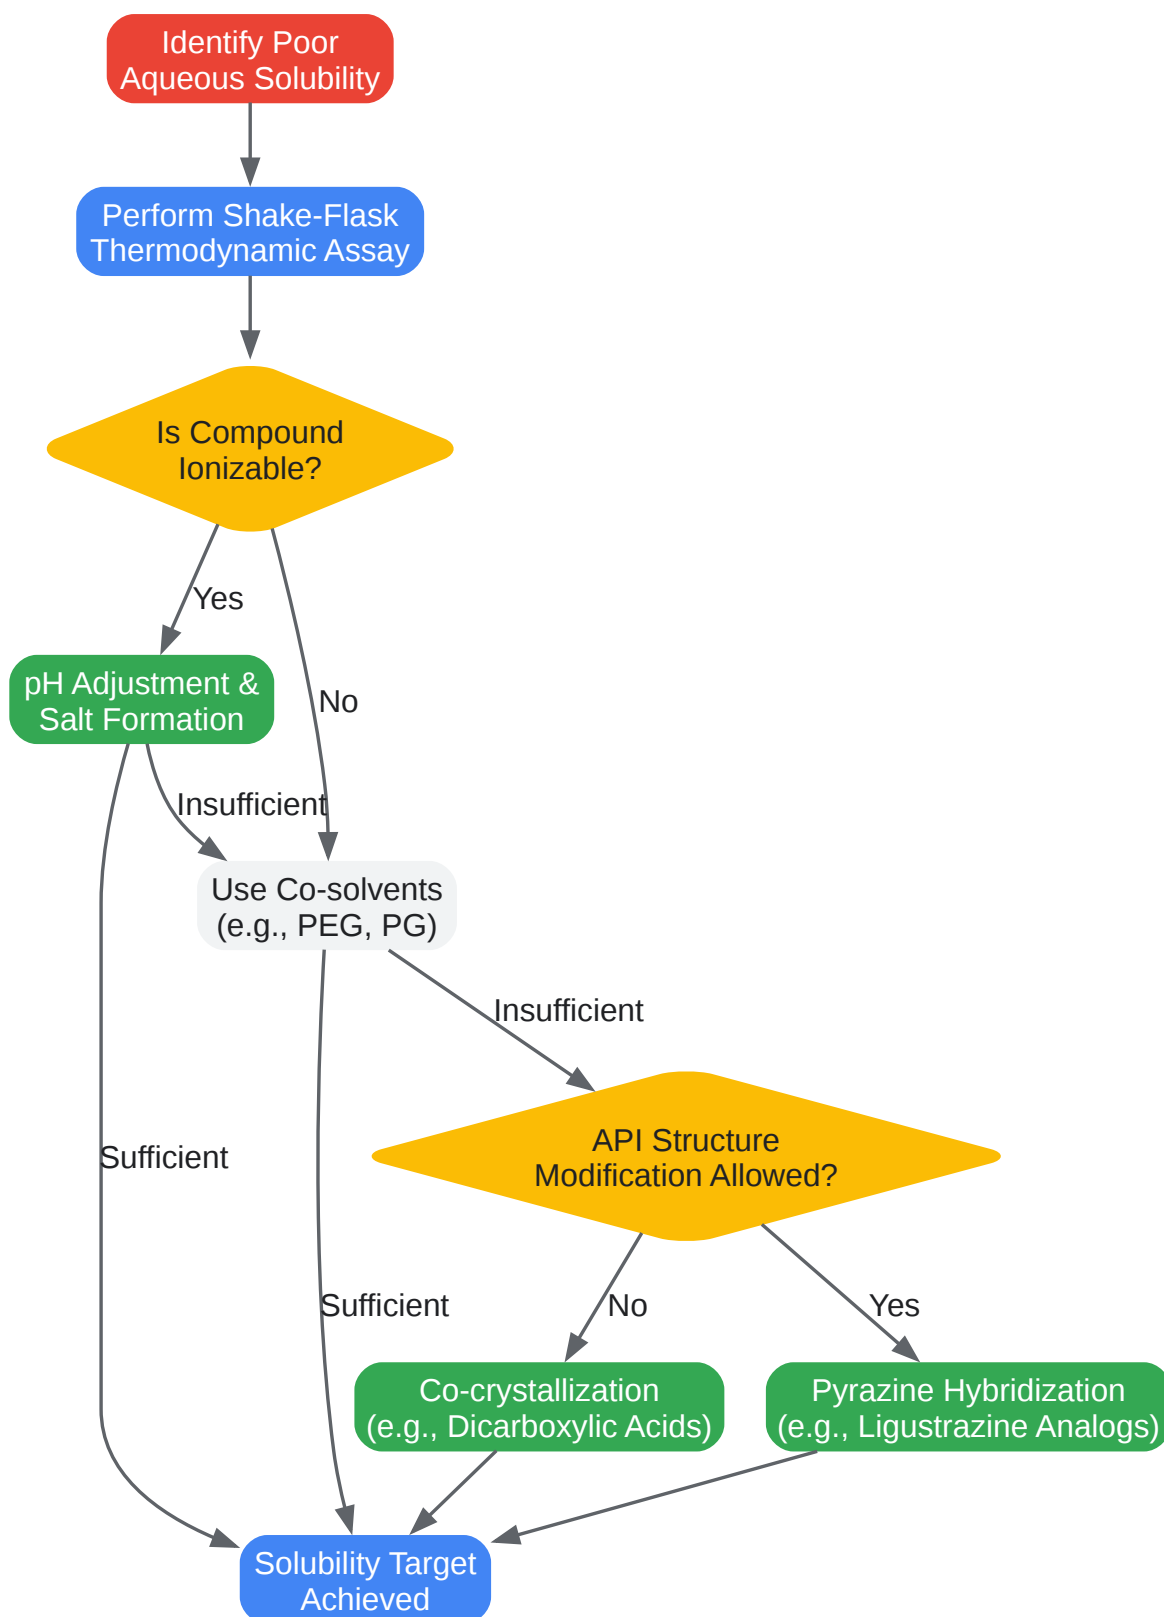 Identify Poor
Aqueous Solubility
Perform Shake-Flask
Thermodynamic Assay
Is Compound
Ionizable?
Yes
No
pH Adjustment &
Salt Formation
Insufficient
Use Co-solvents
(e.g., PEG, PG)
Insufficient
API Structure
Modification Allowed?
Sufficient
Sufficient
No
Yes
Co-crystallization
(e.g., Dicarboxylic Acids)
Pyrazine Hybridization
(e.g., Ligustrazine Analogs)
Solubility Target
Achieved